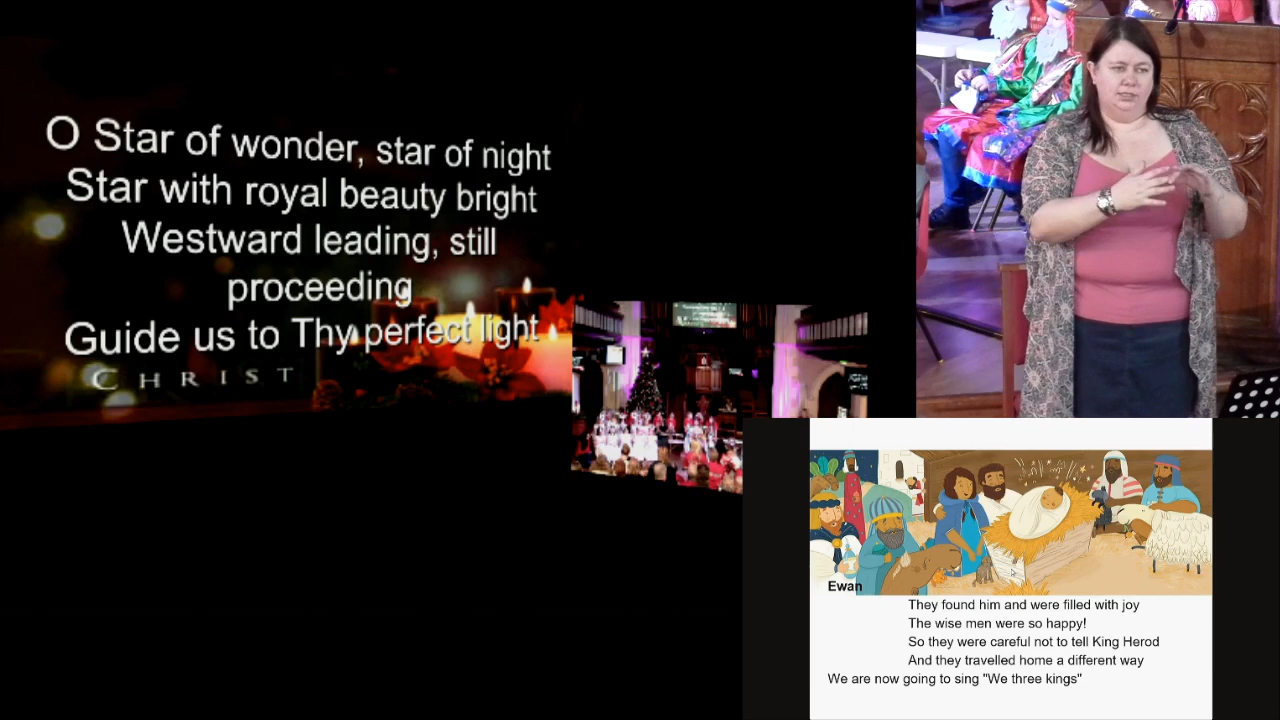 O Star of wonder, star of night
Star with royal beauty bright
Westward leading, still
proceeding
Guide us to Thy perfect light
CHRIST
Ewan
They found him and were filled with joy
The wise men were so happy!
So they were careful not to tell King Herod
And they travelled home a different way
We are now going to sing "We three kings"